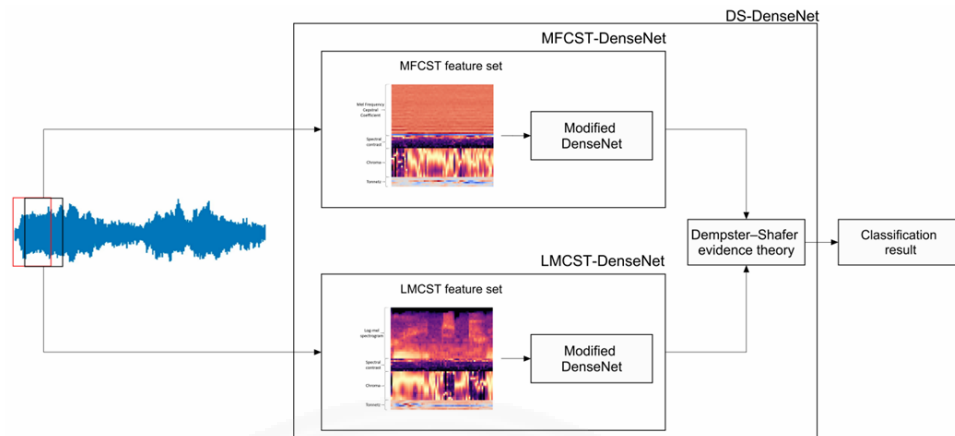 DS-DenseNet
MFCST-DenseNet
MFCST feature set
Mel Frequency
Cepstral
Coefficient
Spectral
contrast
Chroma
Tonnetz
Modified
DenseNet
Dempster–Shafer
evidence theory
Classification
result
LMCST-DenseNet
LMCST feature set
Log-mel
spectrogram
Spectral
contrast
Chroma
Tonnetz
Modified
DenseNet